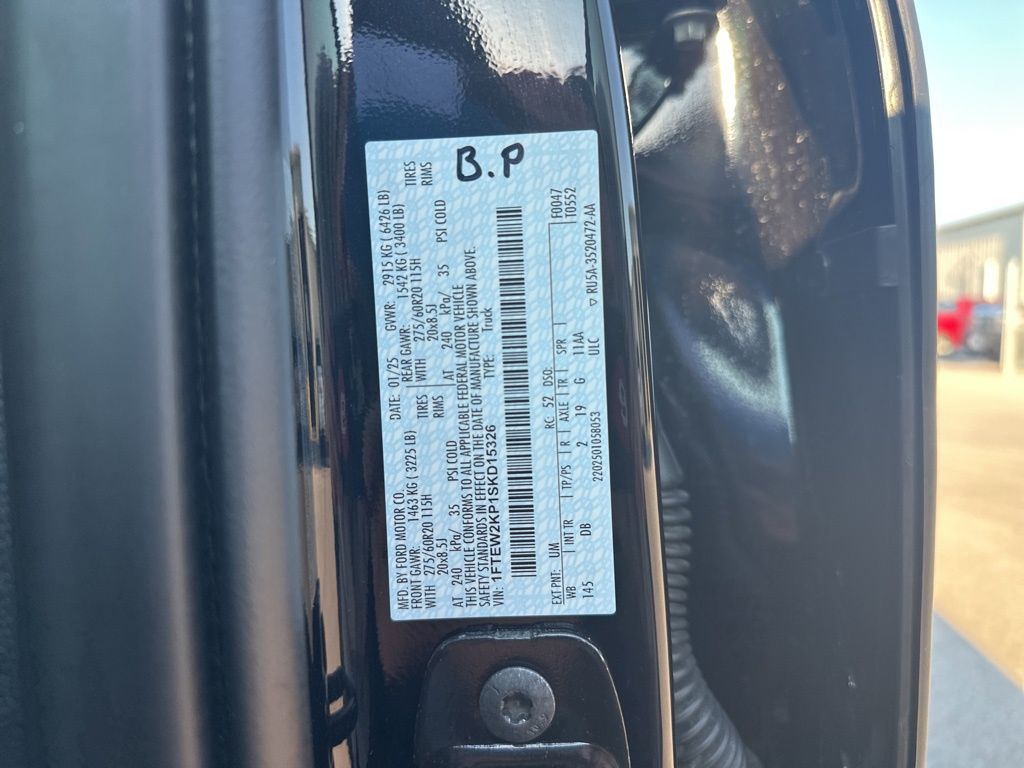 B.P
MFD. BY FORD MOTOR CO.
DATE: 01/25 GVWR: 2915 KG ( 6426 LB)
FRONT GAWR: 1463 KG ( 3225 LB)
REAR GAWR: 1542 KG ( 3400 LB)
WITH 275/60R20 115H TIRES
WITH 275/60R20 115H TIRES
20x8.5J RIMS
20x8.5J RIMS
AT 240 kPa/ 35 PSI COLD
AT 240 kPa/ 35 PSI COLD
THIS VEHICLE CONFORMS TO ALL APPLICABLE FEDERAL MOTOR VEHICLE
SAFETY STANDARDS IN EFFECT ON THE DATE OF MANUFACTURE SHOWN ABOVE.
VIN: 1FTEW2KP1SKD15326 TYPE: Truck
F0047
T0552
EXT PNT: UM RC: 52 DSO:
WB INT TR TP/PS R AXLE TR SPR
145 DB 2 19 G 11AA
ULC
2202501058053 ▽ RU5A-3520472-AA